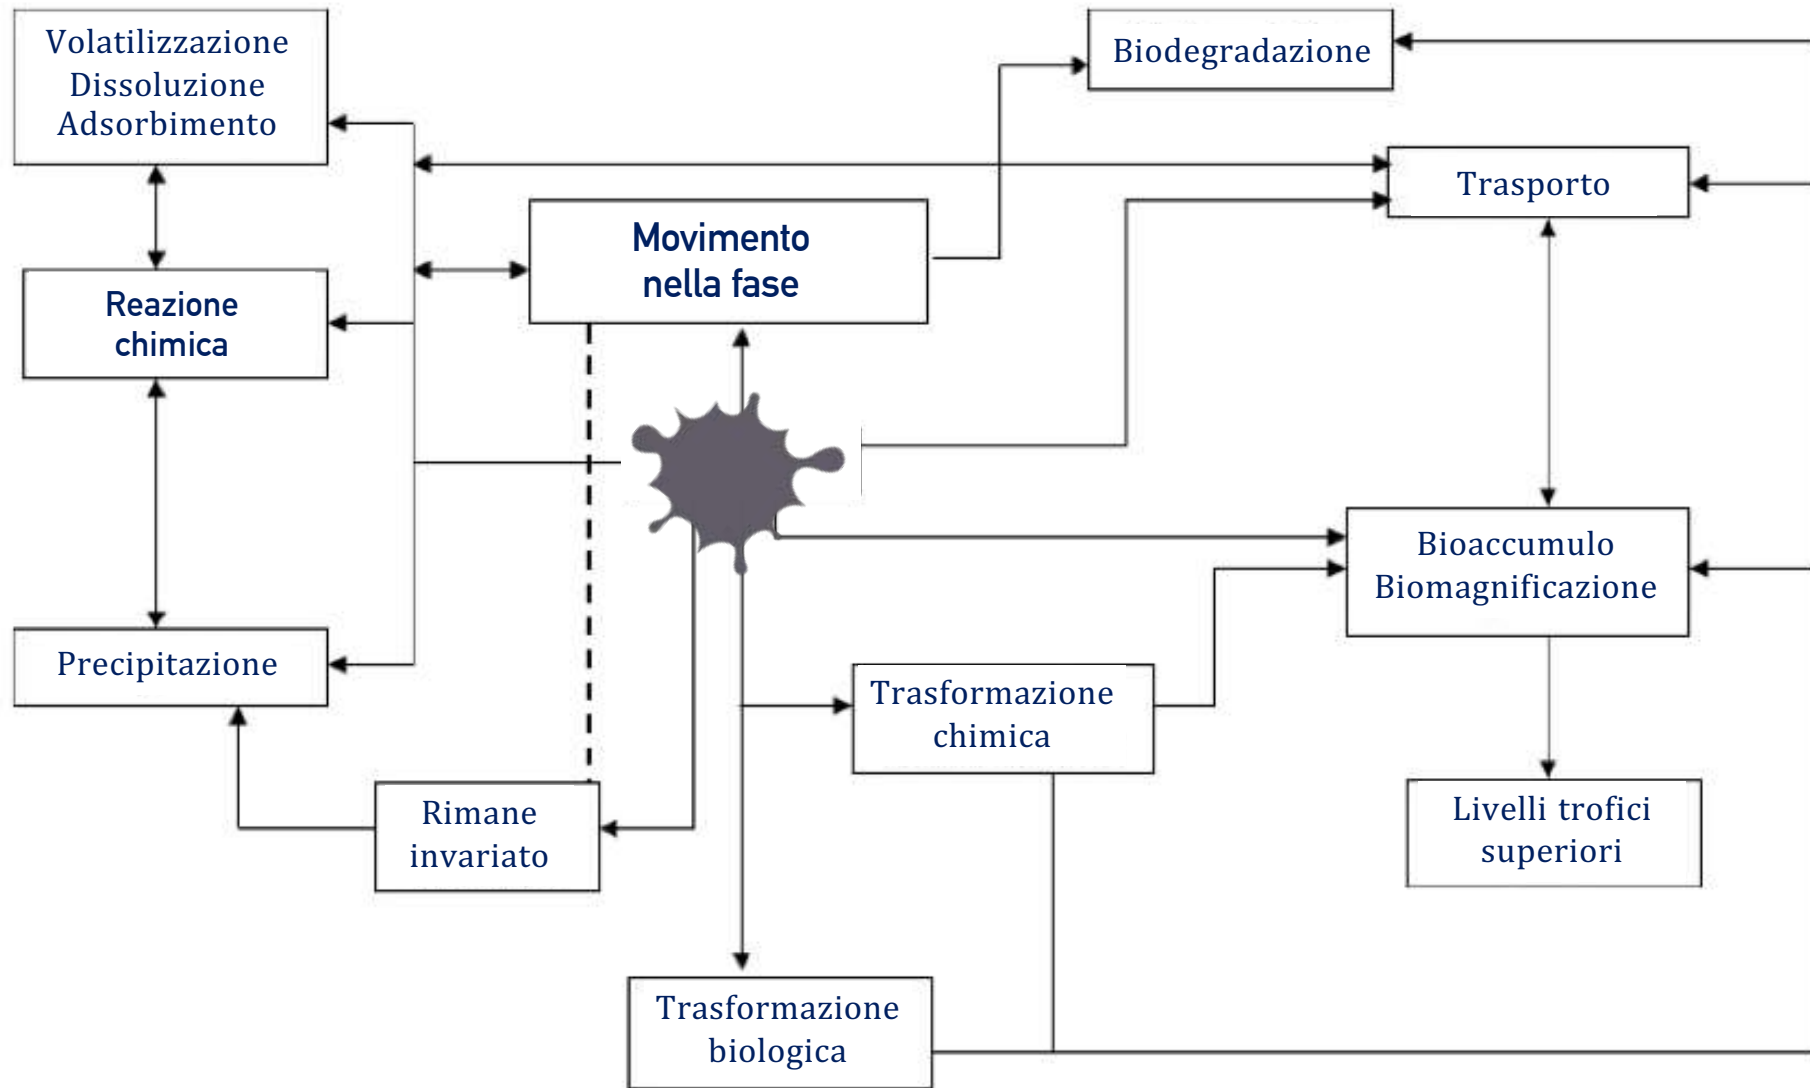 Volatilizzazione
Dissoluzione
Adsorbimento
Biodegradazione
Trasporto
Movimento
nella fase
Reazione
chimica
Bioaccumulo
Biomagnificazione
Precipitazione
Trasformazione
chimica
Rimane
invariato
Livelli trofici
superiori
Trasformazione
biologica